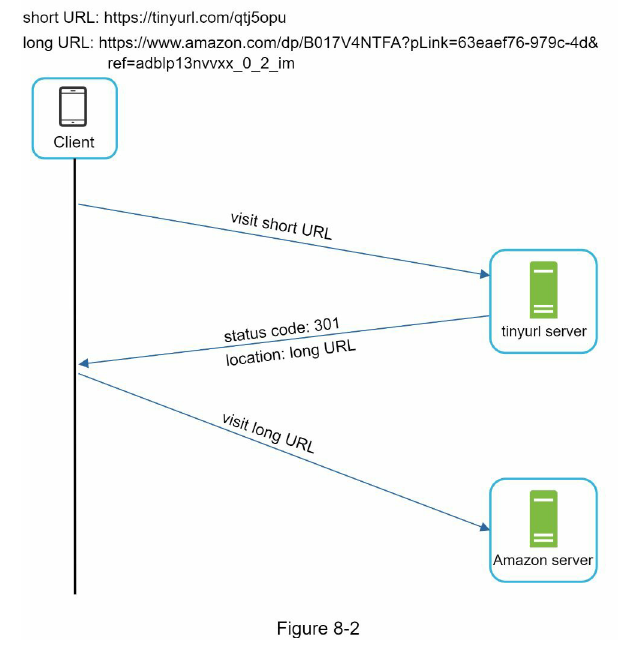 short URL: https://tinyurl.com/qtj5opu
long URL: https://www.amazon.com/dp/B017V4NTFA?pLink=63eaef76-979c-4d&
ref=adblp13nvvxx_0_2_im
Client
visit short URL
tinyurl server
status code: 301
location: long URL
visit long URL
Amazon server
Figure 8-2